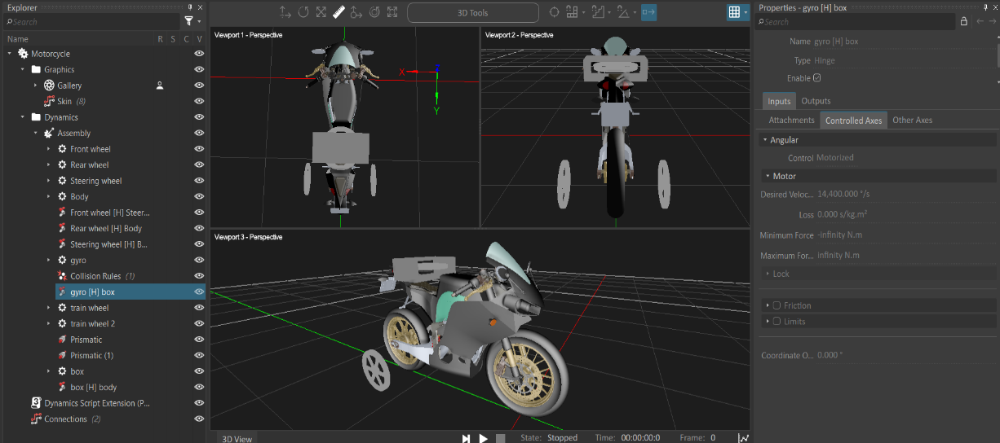 Explorer
Search
Name R S C V
Motorcycle
Graphics
Gallery
Skin (8)
Dynamics
Assembly
Front wheel
Rear wheel
Steering wheel
Body
Front wheel [H] Steer...
Rear wheel [H] Body
Steering wheel [H] B...
gyro
Collision Rules (1)
gyro [H] box
train wheel
train wheel 2
Prismatic
Prismatic (1)
box
box [H] body
Dynamics Script Extension (P...
Connections (2)
3D Tools
Viewport 1 - Perspective
X
Y
Viewport 2 - Perspective
Viewport 3 - Perspective
3D View
State: Stopped Time: 00:00:00:0 Frame: 0
Properties - gyro [H] box
Search
Name gyro [H] box
Type Hinge
Enable
Inputs Outputs
Attachments Controlled Axes Other Axes
Angular
Control Motorized
Motor
Desired Veloc... 14,400.000 °/s
Loss 0.000 s/kg.m²
Minimum Force -infinity N.m
Maximum For... infinity N.m
Lock
Friction
Limits
Coordinate O... 0.000 °